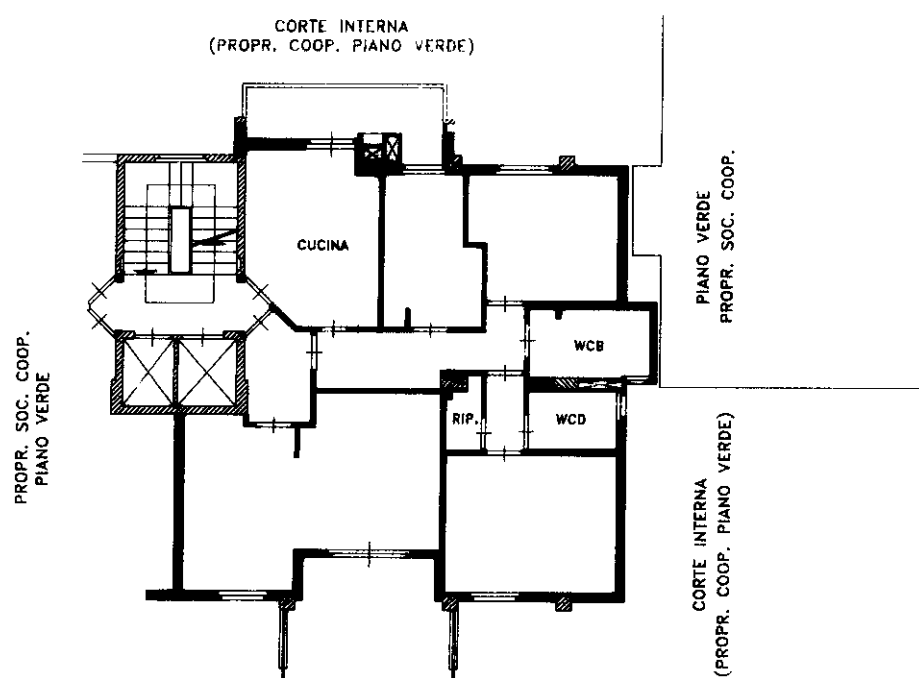 CORTE INTERNA
(PROPR. COOP. PIANO VERDE)
CUCINA
PIANO VERDE
PROPR. SOC. COOP.
WCB
PROPR. SOC. COOP.
PIANO VERDE
RIP.
WCD
CORTE INTERNA
(PROPR. COOP. PIANO VERDE)